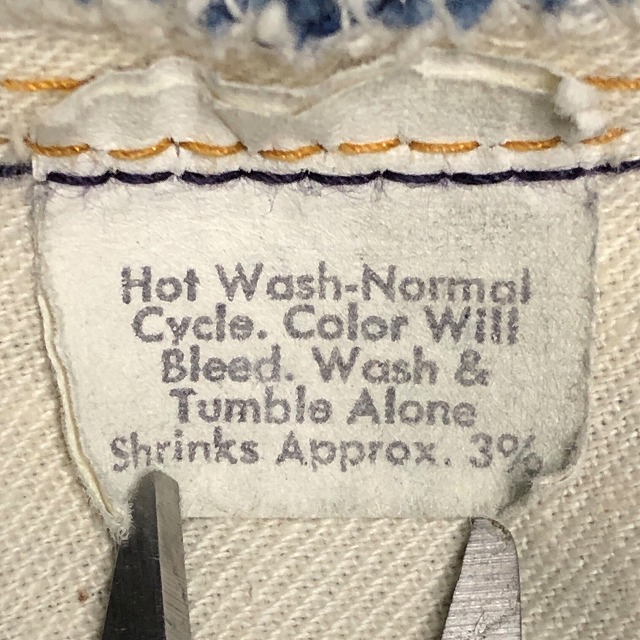 Hot Wash-Normal
Cycle. Color Will
Bleed. Wash &
Tumble Alone
Shrinks Approx. 3%